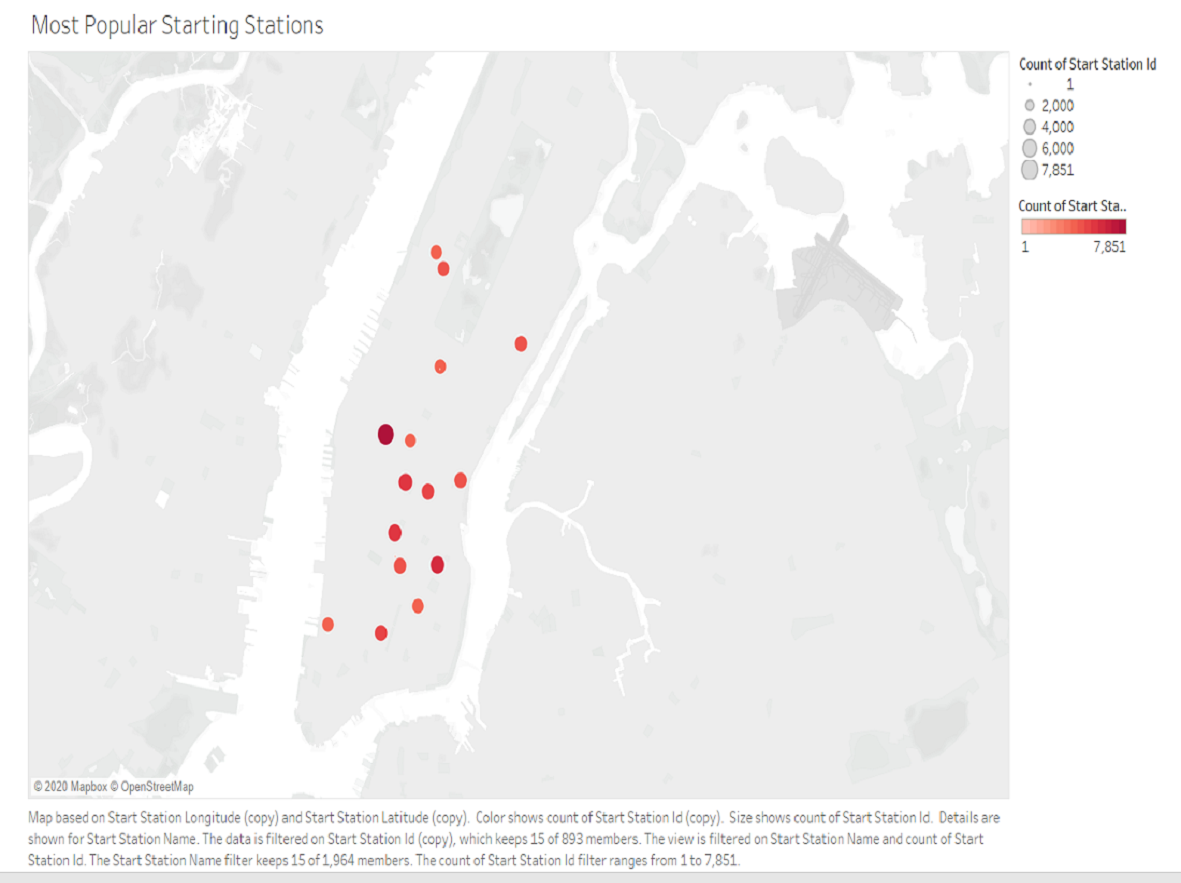 Most Popular Starting Stations
Count of Start Station Id
1
2,000
4,000
6,000
7,851
Count of Start Sta..
1 7,851
© 2020 Mapbox © OpenStreetMap
Map based on Start Station Longitude (copy) and Start Station Latitude (copy). Color shows count of Start Station Id (copy). Size shows count of Start Station Id. Details are
shown for Start Station Name. The data is filtered on Start Station Id (copy), which keeps 15 of 893 members. The view is filtered on Start Station Name and count of Start
Station Id. The Start Station Name filter keeps 15 of 1,964 members. The count of Start Station Id filter ranges from 1 to 7,851.